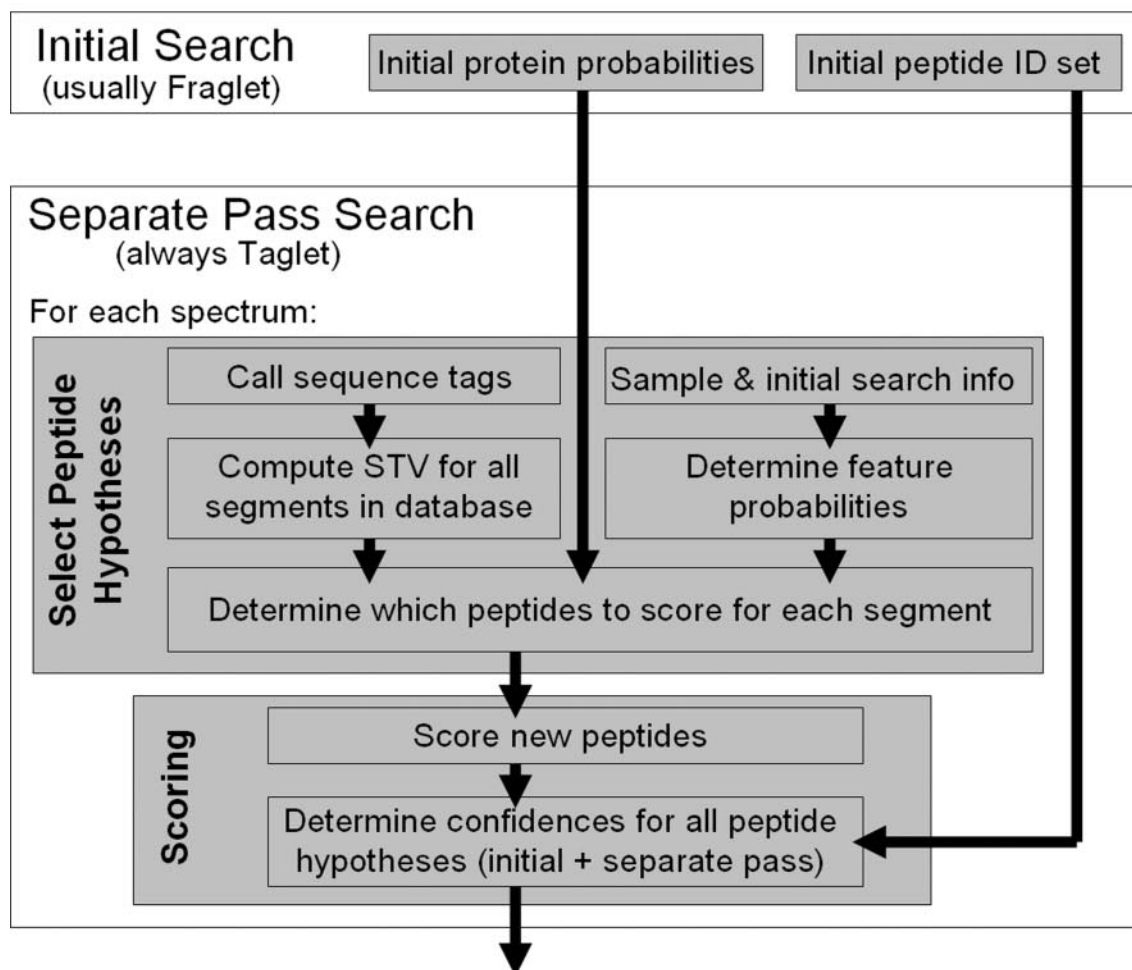 Initial Search
(usually Fraglet)
Initial protein probabilities
Initial peptide ID set
Separate Pass Search
(always Taglet)
For each spectrum:
Select Peptide
Hypotheses
Call sequence tags
Sample & initial search info
Compute STV for all
segments in database
Determine feature
probabilities
Determine which peptides to score for each segment
Scoring
Score new peptides
Determine confidences for all peptide
hypotheses (initial + separate pass)